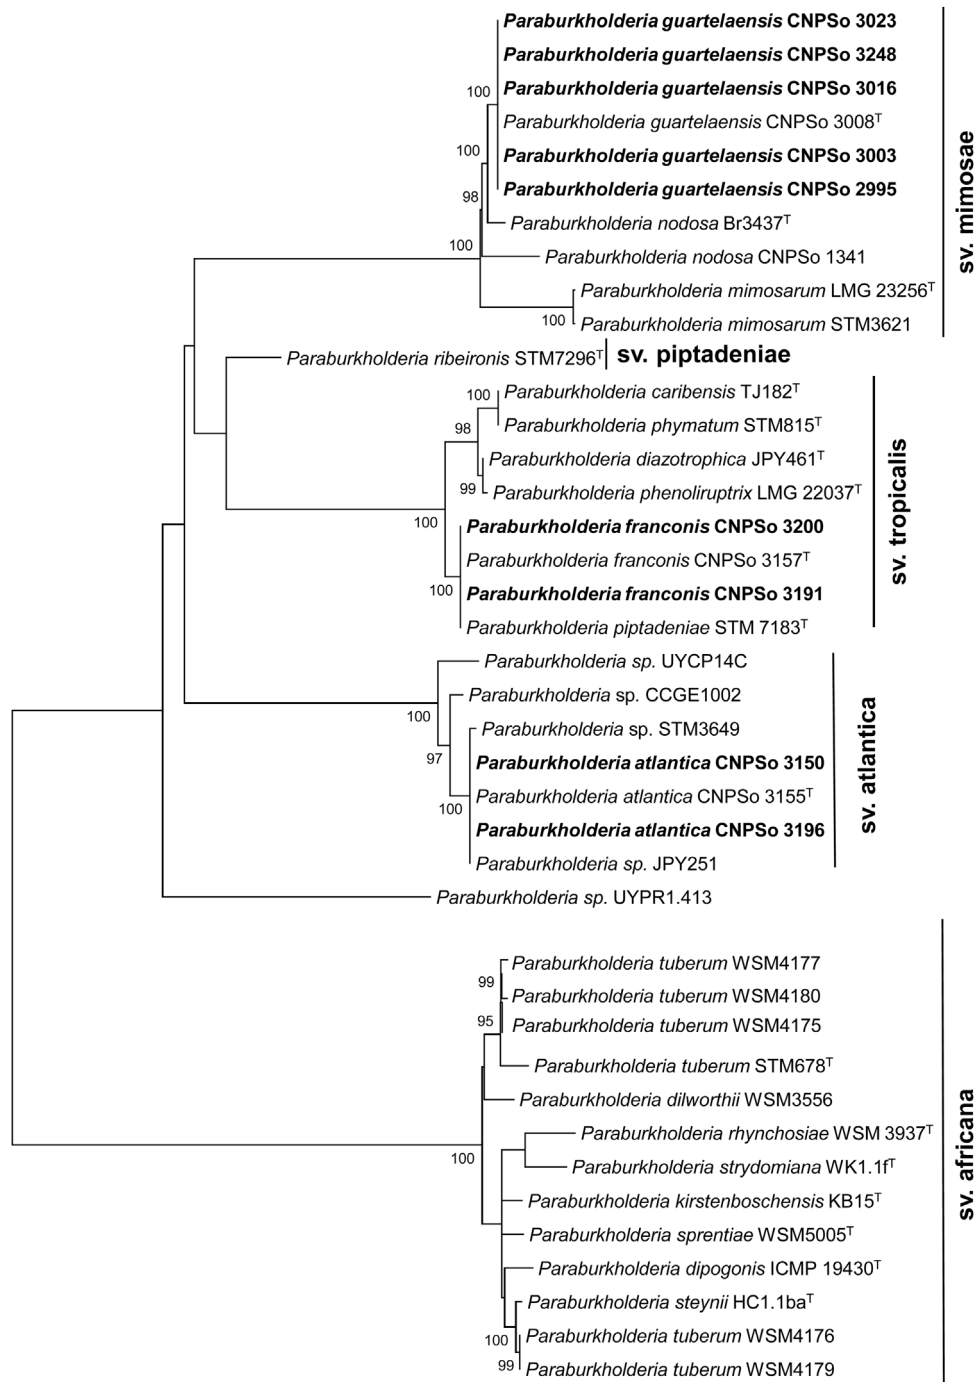 Paraburkholderia guartelaensis CNPSo 3023
Paraburkholderia guartelaensis CNPSo 3248
Paraburkholderia guartelaensis CNPSo 3016
100
Paraburkholderia guartelaensis CNPSo 3008T
100
Paraburkholderia guartelaensis CNPSo 3003
Paraburkholderia guartelaensis CNPSo 2995
98
Paraburkholderia nodosa Br3437T
100
Paraburkholderia nodosa CNPSo 1341
Paraburkholderia mimosarum LMG 23256T
100
Paraburkholderia mimosarum STM3621
sv. mimosae
Paraburkholderia ribeironis STM7296T
sv. piptadeniae
100
Paraburkholderia caribensis TJ182T
Paraburkholderia phymatum STM815T
98
Paraburkholderia diazotrophica JPY461T
99
Paraburkholderia phenoliruptrix LMG 22037T
100
Paraburkholderia franconis CNPSo 3200
Paraburkholderia franconis CNPSo 3157T
100
Paraburkholderia franconis CNPSo 3191
Paraburkholderia piptadeniae STM 7183T
sv. tropicalis
Paraburkholderia sp. UYCP14C
Paraburkholderia sp. CCGE1002
100
Paraburkholderia sp. STM3649
97
Paraburkholderia atlantica CNPSo 3150
Paraburkholderia atlantica CNPSo 3155T
100
Paraburkholderia atlantica CNPSo 3196
Paraburkholderia sp. JPY251
sv. atlantica
Paraburkholderia sp. UYPR1.413
Paraburkholderia tuberum WSM4177
99
Paraburkholderia tuberum WSM4180
95
Paraburkholderia tuberum WSM4175
Paraburkholderia tuberum STM678T
Paraburkholderia dilworthii WSM3556
Paraburkholderia rhynchosiae WSM 3937T
100
Paraburkholderia strydomiana WK1.1fT
Paraburkholderia kirstenboschensis KB15T
Paraburkholderia sprentiae WSM5005T
Paraburkholderia dipogonis ICMP 19430T
Paraburkholderia steynii HC1.1baT
100
Paraburkholderia tuberum WSM4176
99
Paraburkholderia tuberum WSM4179
sv. africana